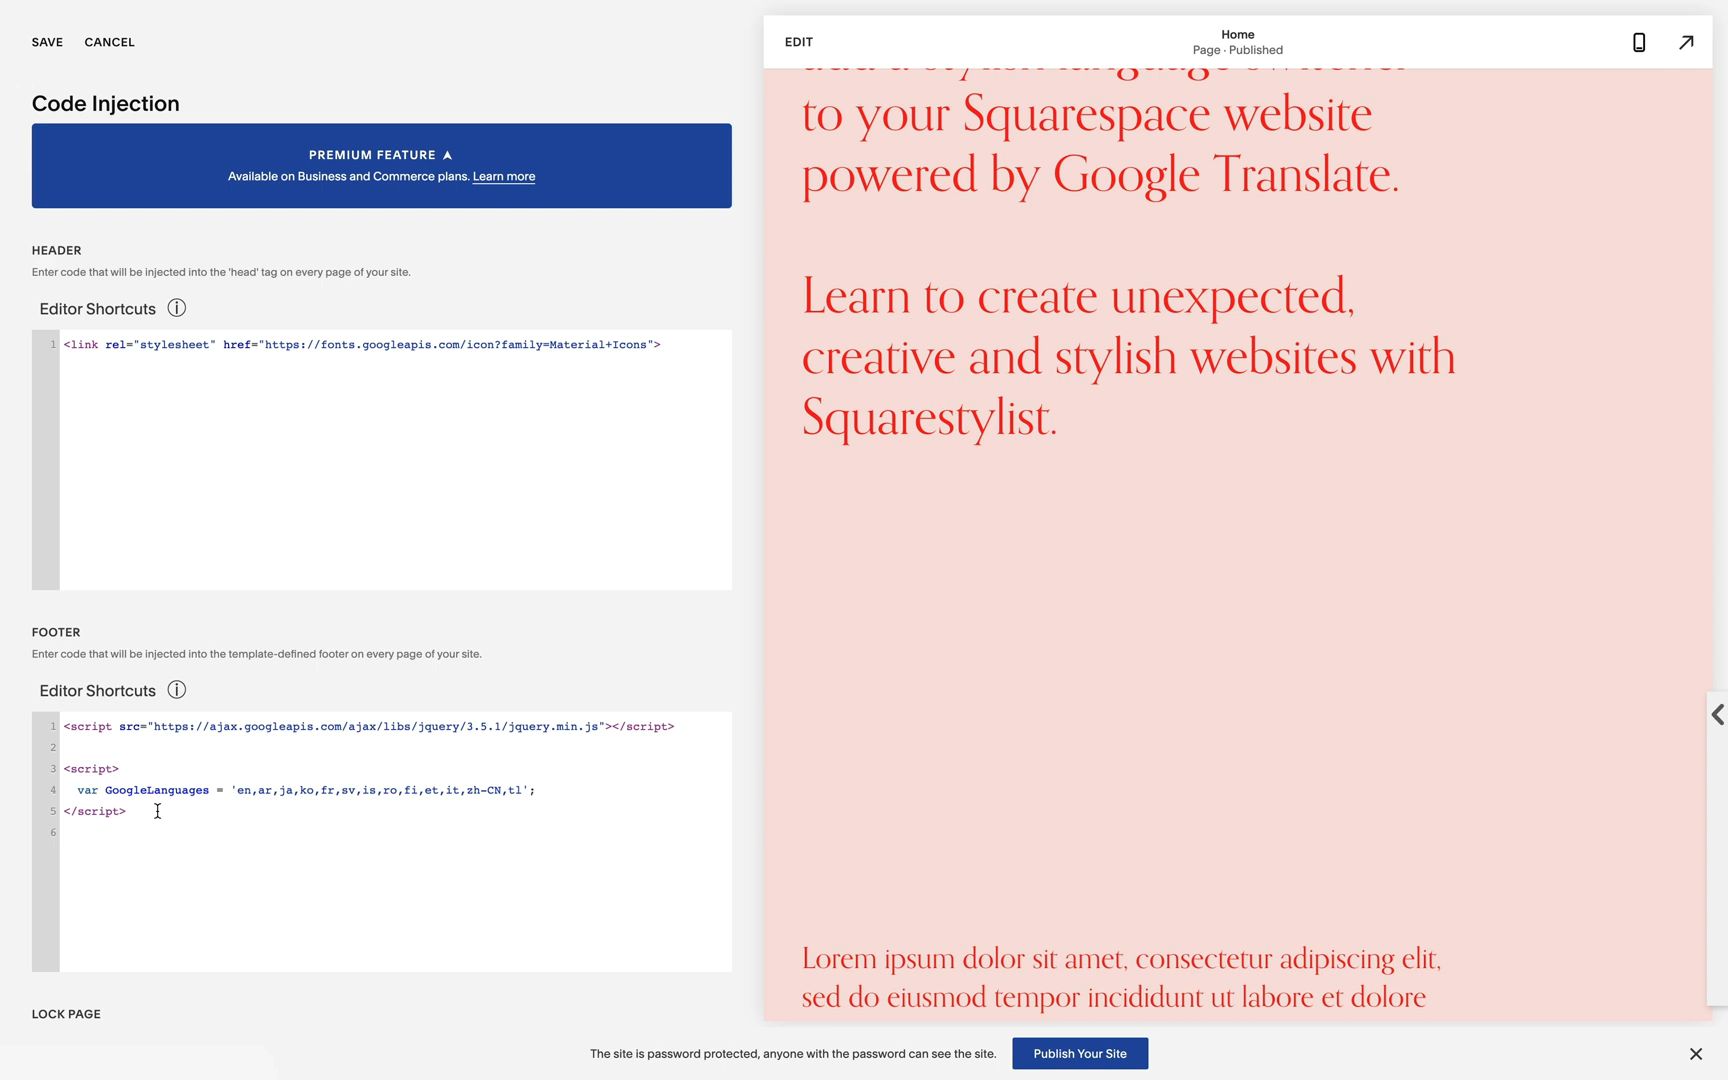 SAVE CANCEL
Code Injection
PREMIUM FEATURE
Available on Business and Commerce plans. Learn more
HEADER
Enter code that will be injected into the 'head' tag on every page of your site.
Editor Shortcuts
1 <link rel="stylesheet" href="https://fonts.googleapis.com/icon?family=Material+Icons">
FOOTER
Enter code that will be injected into the template-defined footer on every page of your site.
Editor Shortcuts
1 <script src="https://ajax.googleapis.com/ajax/libs/jquery/3.5.1/jquery.min.js"></script>
2
3 <script>
4 var GoogleLanguages = 'en,ar,ja,ko,fr,sv,is,ro,fi,et,it,zh-CN,tl';
5 </script>
6
LOCK PAGE
EDIT
Home
Page · Published
add a stylish language switcher
to your Squarespace website
powered by Google Translate.
Learn to create unexpected,
creative and stylish websites with
Squarestylist.
Lorem ipsum dolor sit amet, consectetur adipiscing elit,
sed do eiusmod tempor incididunt ut labore et dolore
The site is password protected, anyone with the password can see the site.
Publish Your Site